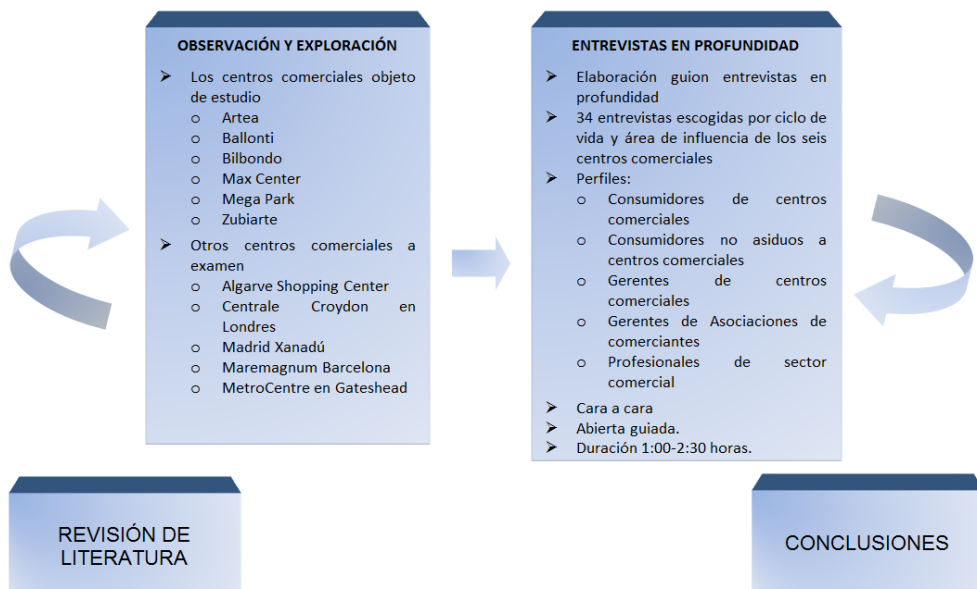 OBSERVACIÓN Y EXPLORACIÓN
➤ Los centros comerciales objeto
de estudio
o Artea
o Ballonti
o Bilbondo
o Max Center
o Mega Park
o Zubiarte
➤ Otros centros comerciales a
examen
o Algarve Shopping Center
o Centrale Croydon en
Londres
o Madrid Xanadú
o Maremagnum Barcelona
o MetroCentre en Gateshead
ENTREVISTAS EN PROFUNDIDAD
➤ Elaboración guion entrevistas en
profundidad
➤ 34 entrevistas escogidas por ciclo de
vida y área de influencia de los seis
centros comerciales
➤ Perfiles:
o Consumidores de centros
comerciales
o Consumidores no asiduos a
centros comerciales
o Gerentes de centros
comerciales
o Gerentes de Asociaciones de
comerciantes
o Profesionales de sector
comercial
➤ Cara a cara
➤ Abierta guiada.
➤ Duración 1:00-2:30 horas.
REVISIÓN DE
LITERATURA
CONCLUSIONES